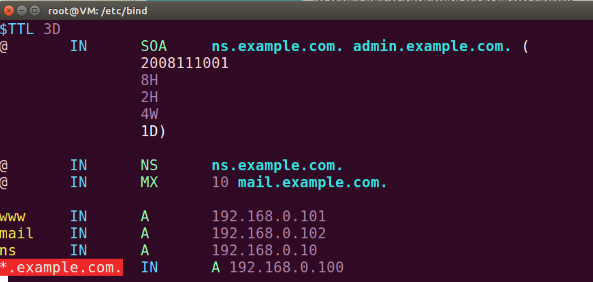 root@VM: /etc/bind
$TTL 3D
@ IN SOA ns.example.com. admin.example.com. (
2008111001
8H
2H
4W
1D)
@ IN NS ns.example.com.
@ IN MX 10 mail.example.com.
www IN A 192.168.0.101
mail IN A 192.168.0.102
ns IN A 192.168.0.10
*.example.com. IN A 192.168.0.100